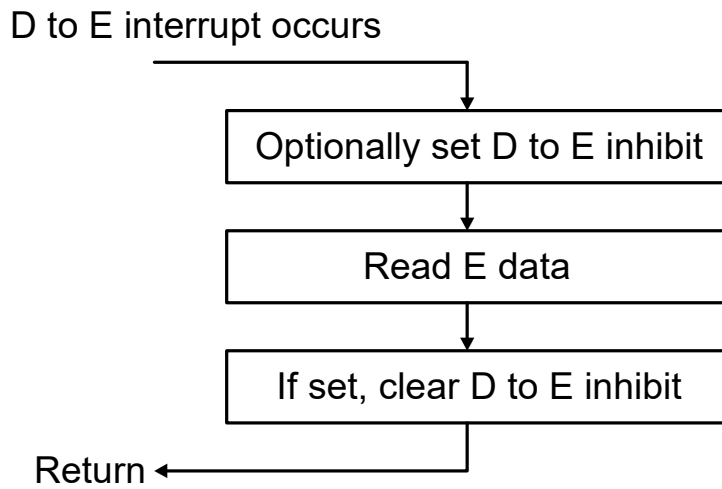 D to E interrupt occurs
Optionally set D to E inhibit
Read E data
If set, clear D to E inhibit
Return